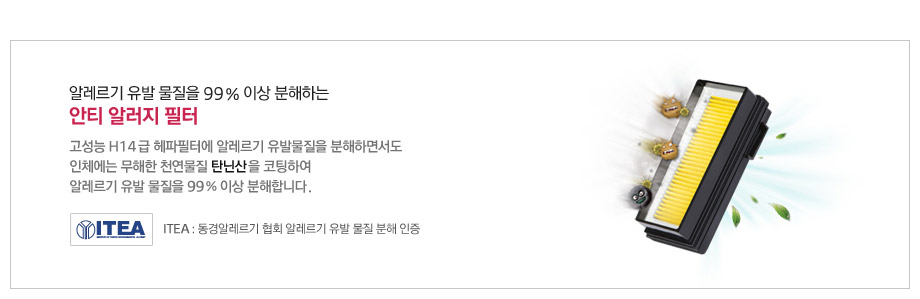 알레르기 유발 물질을 99% 이상 분해하는
안티 알러지 필터
고성능 H14급 헤파필터에 알레르기 유발물질을 분해하면서도
인체에는 무해한 천연물질 탄닌산을 코팅하여
알레르기 유발 물질을 99% 이상 분해합니다.
ITEA
ITEA : 동경알레르기 협회 알레르기 유발 물질 분해 인증